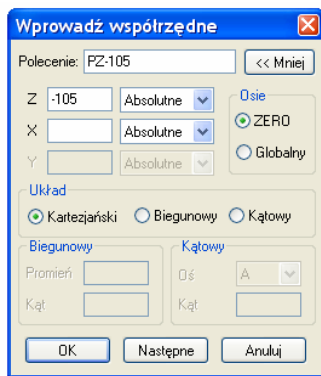 Wprowadź współrzędne
Polecenie: PZ-105 << Mniej
Z -105 Absolutne
X Absolutne
Y Absolutne
Osie
ZERO
Globalny
Układ
Kartezjański Biegunowy Kątowy
Biegunowy
Promień
Kąt
Kątowy
Oś A
Kąt
OK Następne Anuluj